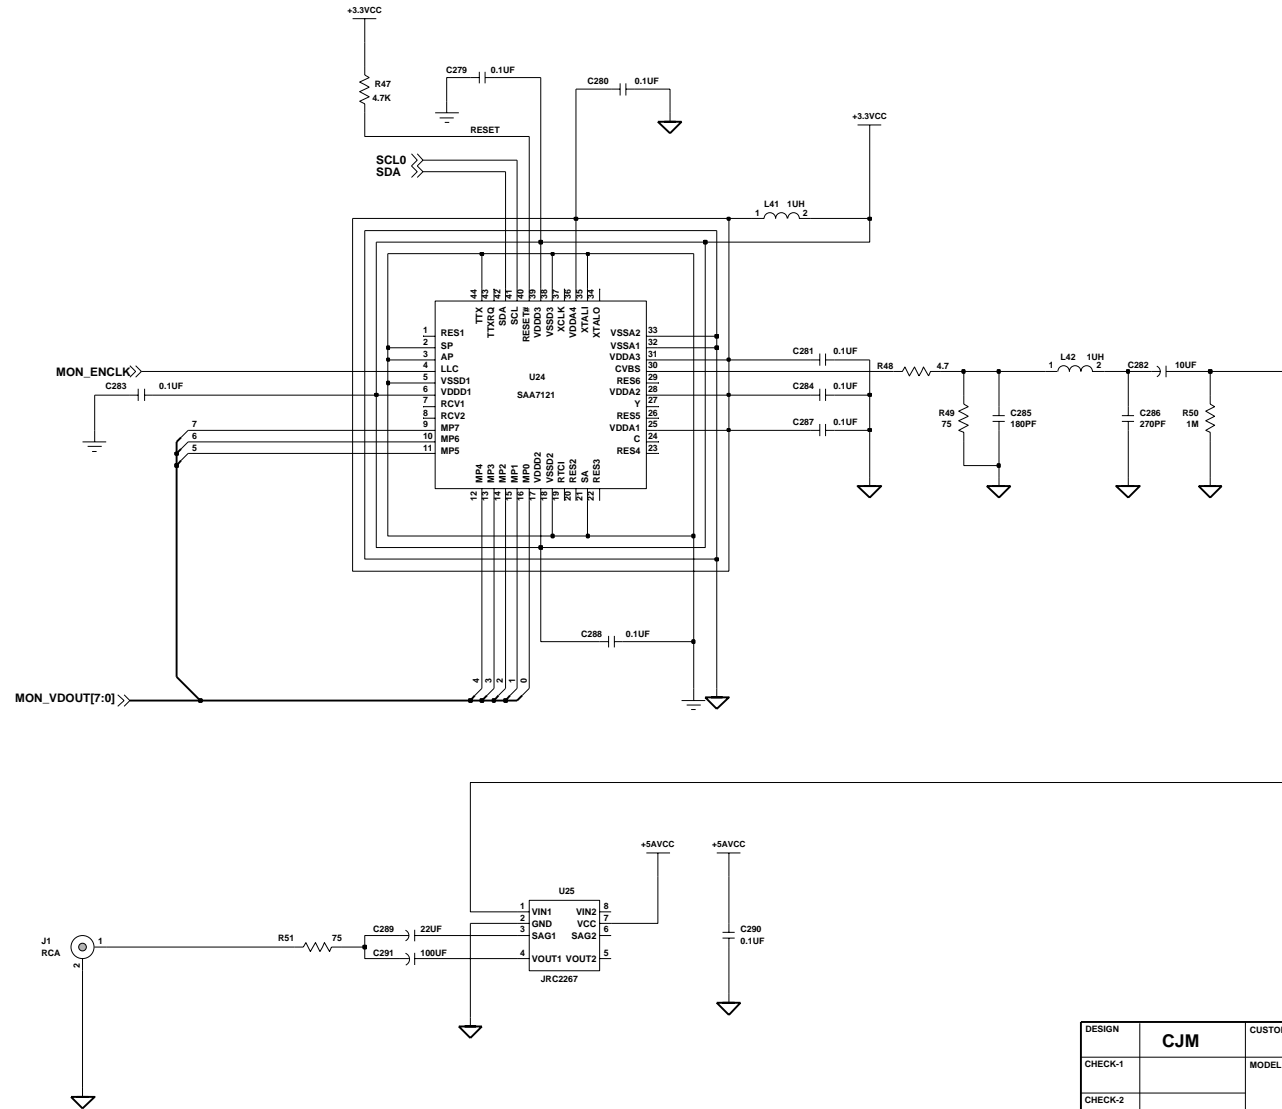 +3.3VCC
R47
4.7K
C279 0.1UF
C280 0.1UF
RESET
+3.3VCC
SCL0
SDA
L41 1UH
1 2
44 43 42 41 40 39 38 37 36 35 34
TTX TTXRQ SDA SCL RESET# VDDD3 VSSD3 XCLK VDDA4 XTALI XTALO
1 RES1
2 SP
3 AP
4 LLC
5 VSSD1
6 VDDD1
7 RCV1
8 RCV2
9 MP7
10 MP6
11 MP5
U24
SAA7121
VSSA2 33
VSSA1 32
VDDA3 31
CVBS 30
RES6 29
VDDA2 28
Y 27
RES5 26
VDDA1 25
C 24
RES4 23
MP4 MP3 MP2 MP1 MP0 VDDD2 VSSD2 RTCI RES2 SA RES3
12 13 14 15 16 17 18 19 20 21 22
MON_ENCLK
C283 0.1UF
7
6
5
C281 0.1UF
C284 0.1UF
C287 0.1UF
R48 4.7
L42 1UH
1 2
C282 10UF
R49
75
C285
180PF
C286
270PF
R50
1M
C288 0.1UF
4 3 2 1 0
MON_VDOUT[7:0]
+5AVCC
+5AVCC
U25
1 VIN1
2 GND
3 SAG1
4 VOUT1
VIN2 8
VCC 7
SAG2 6
VOUT2 5
JRC2267
C290
0.1UF
J1
RCA
1
2
R51 75
C289 22UF
C291 100UF
DESIGN CJM CUSTO
CHECK-1 MODEL
CHECK-2